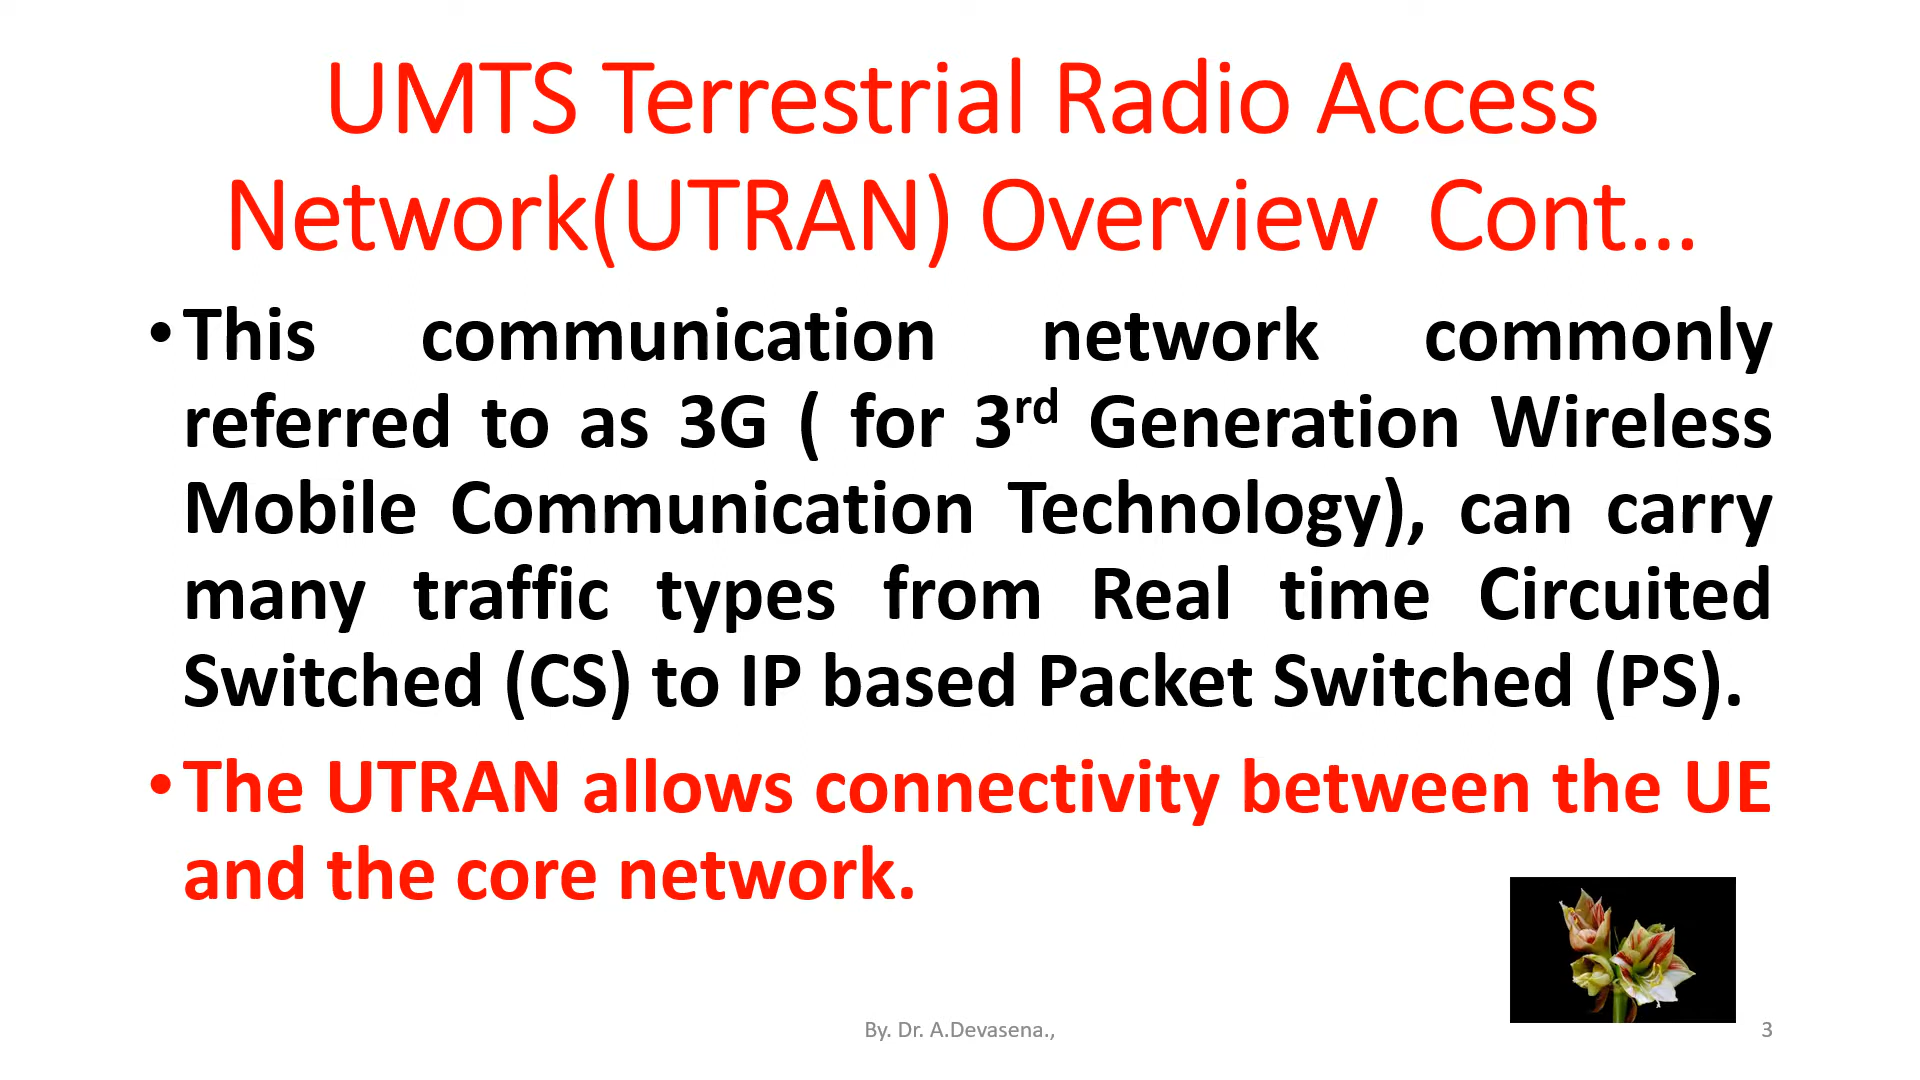 UMTS Terrestrial Radio Access
Network(UTRAN) Overview  Cont...
•This communication network commonly
referred to as 3G ( for 3rd Generation Wireless
Mobile Communication Technology), can carry
many traffic types from Real time Circuited
Switched (CS) to IP based Packet Switched (PS).
•The UTRAN allows connectivity between the UE
and the core network.
By. Dr. A.Devasena.,
3